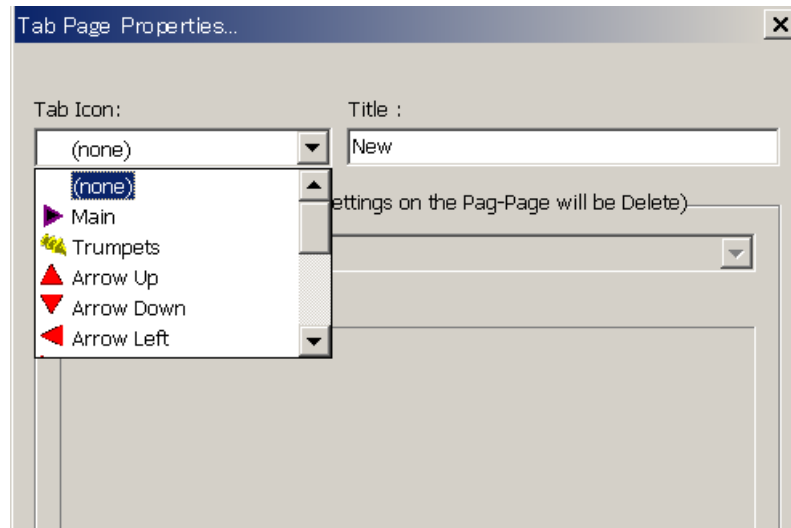 Tab Page Properties...
Tab Icon:
Title :
(none)
New
(none)
Main
Trumpets
Arrow Up
Arrow Down
Arrow Left
ettings on the Pag-Page will be Delete)